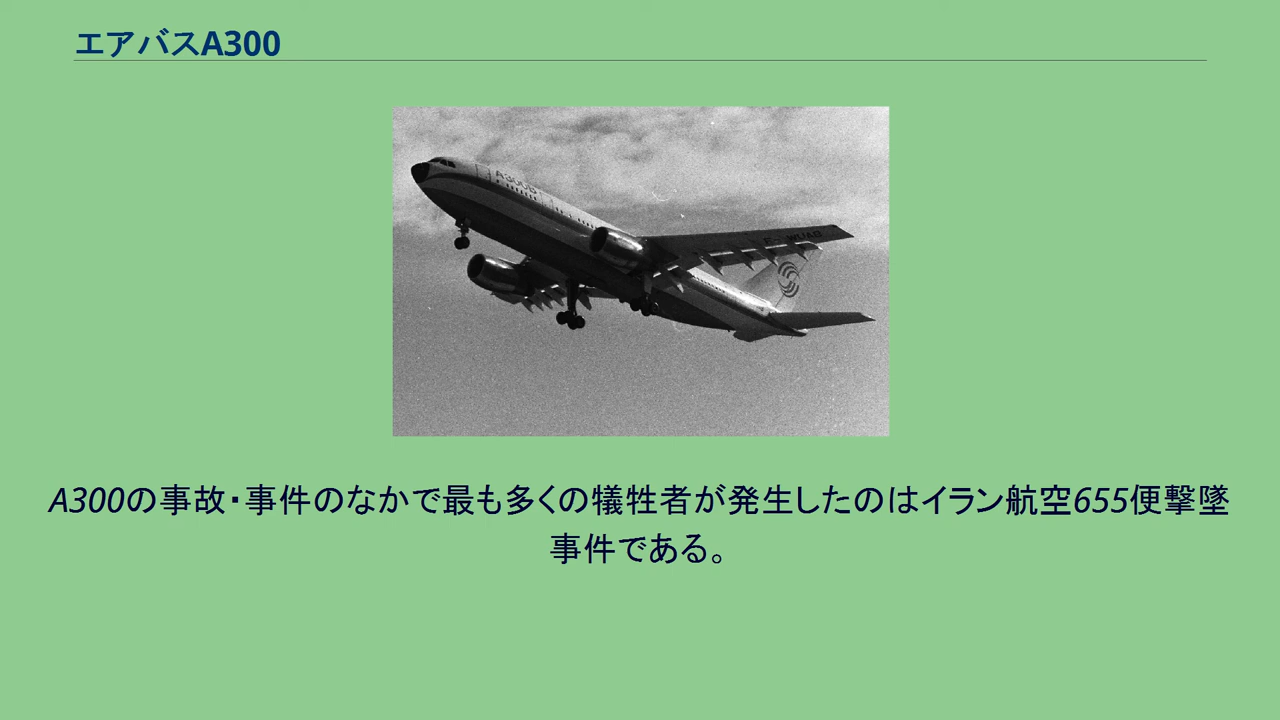 エアバスA300
A300B
A300の事故・事件のなかで最も多くの犠牲者が発生したのはイラン航空655便撃墜
事件である。